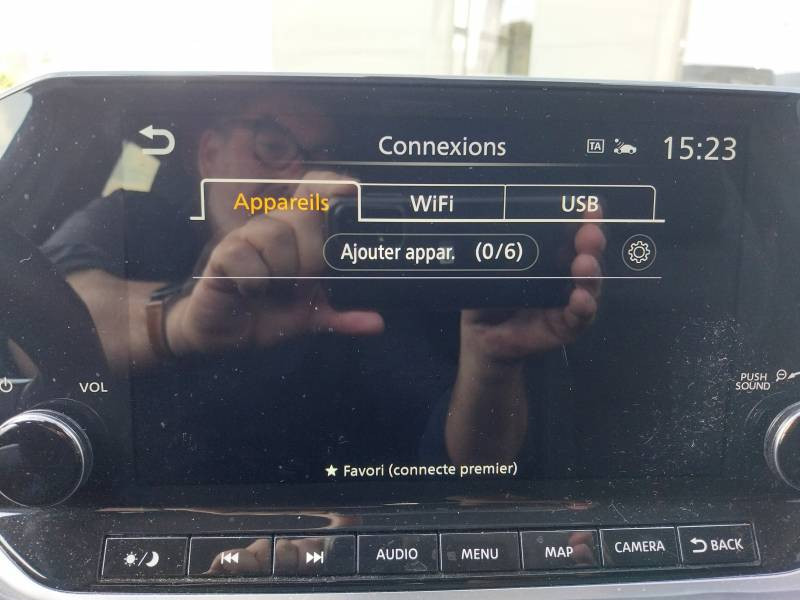 Connexions TA 15:23
Appareils WiFi USB
Ajouter appar. (0/6)
VOL PUSH SOUND
★ Favori (connecte premier)
AUDIO MENU MAP CAMERA BACK